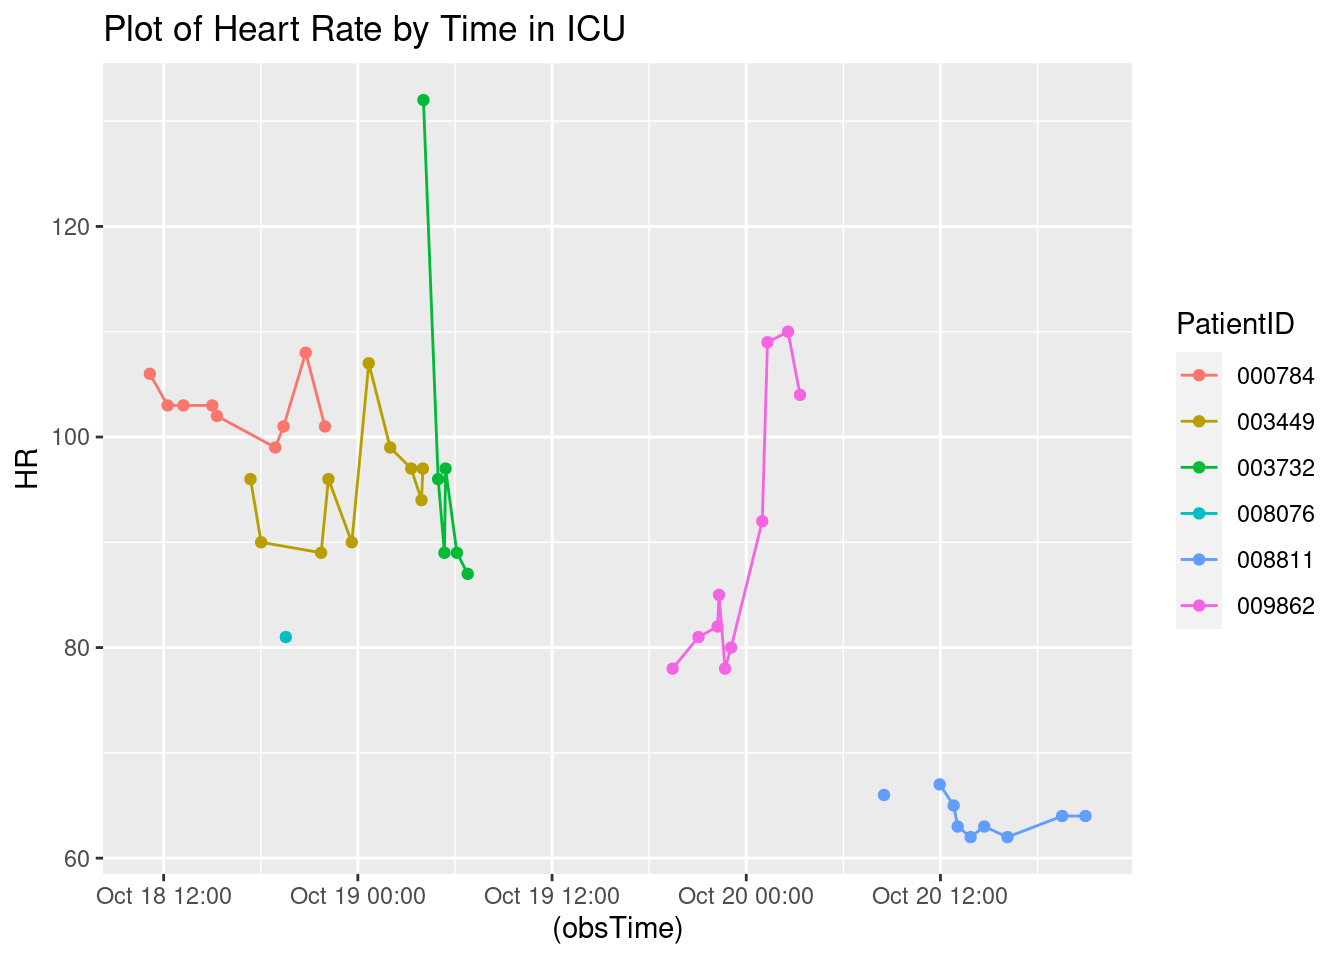 Plot of Heart Rate by Time in ICU
120
100
80
60
HR
Oct 18 12:00
Oct 19 00:00
Oct 19 12:00
Oct 20 00:00
Oct 20 12:00
(obsTime)
PatientID
000784
003449
003732
008076
008811
009862